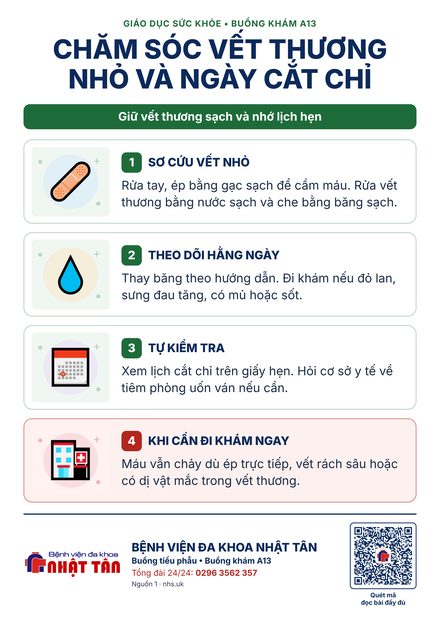 GIÁO DỤC SỨC KHỎE • BUỒNG KHÁM A13
CHĂM SÓC VẾT THƯƠNG
NHỎ VÀ NGÀY CẮT CHỈ
Giữ vết thương sạch và nhớ lịch hẹn
1 SƠ CỨU VẾT NHỎ
Rửa tay, ép bằng gạc sạch để cầm máu. Rửa vết
thương bằng nước sạch và che bằng băng sạch.
2 THEO DÕI HẰNG NGÀY
Thay băng theo hướng dẫn. Đi khám nếu đỏ lan,
sưng đau tăng, có mủ hoặc sốt.
3 TỰ KIỂM TRA
Xem lịch cắt chỉ trên giấy hẹn. Hỏi cơ sở y tế về
tiêm phòng uốn ván nếu cần.
4 KHI CẦN ĐI KHÁM NGAY
Máu vẫn chảy dù ép trực tiếp, vết rách sâu hoặc
có dị vật mắc trong vết thương.
Bệnh viện đa khoa
NHẬT TÂN
BỆNH VIỆN ĐA KHOA NHẬT TÂN
Buồng tiểu phẫu • Buồng khám A13
Tổng đài 24/24: 0296 3562 357
Nguồn 1 · nhs.uk
Quét mã
đọc bài đầy đủ